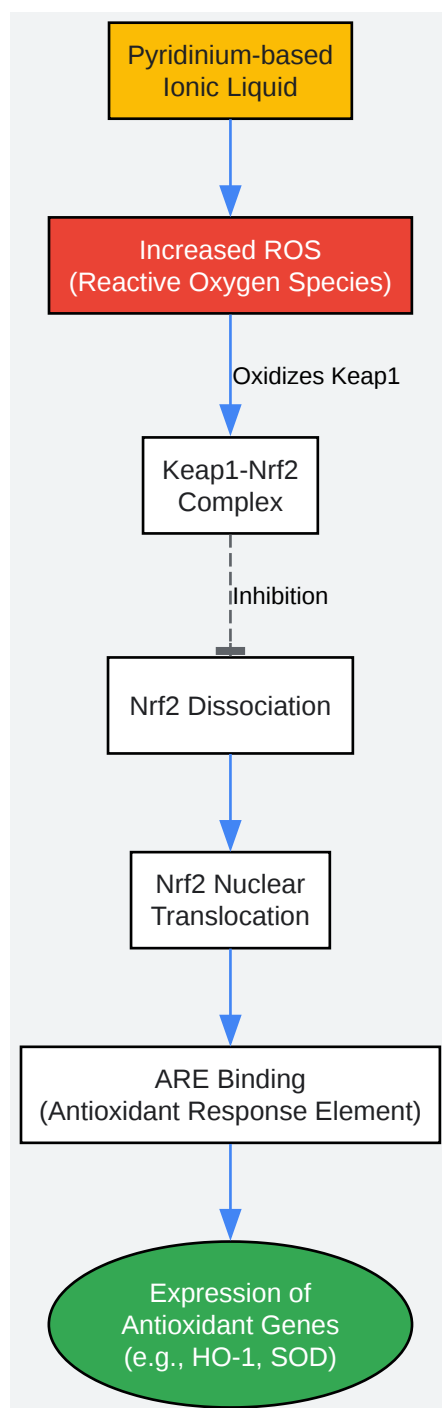 Pyridinium-based
Ionic Liquid
Increased ROS
(Reactive Oxygen Species)
Oxidizes Keap1
Keap1-Nrf2
Complex
Inhibition
Nrf2 Dissociation
Nrf2 Nuclear
Translocation
ARE Binding
(Antioxidant Response Element)
Expression of
Antioxidant Genes
(e.g., HO-1, SOD)